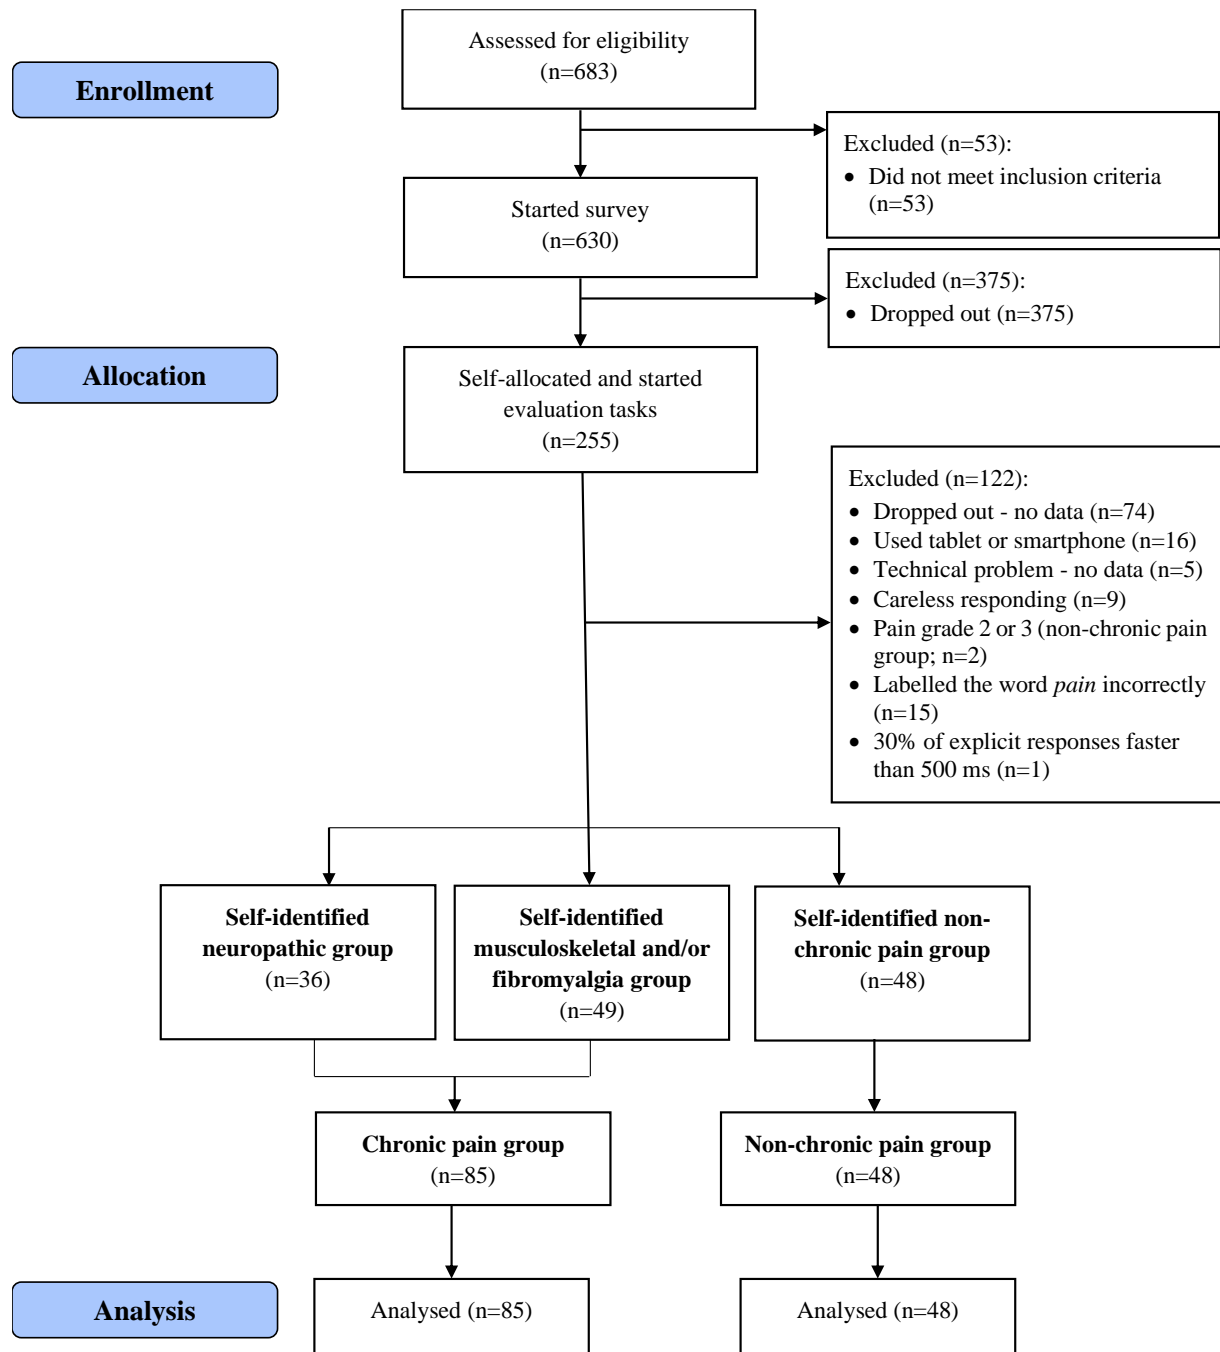 Assessed for eligibility
(n=683)
Enrollment
Excluded (n=53):
• Did not meet inclusion criteria
(n=53)
Started survey
(n=630)
Excluded (n=375):
• Dropped out (n=375)
Allocation
Self-allocated and started
evaluation tasks
(n=255)
Excluded (n=122):
• Dropped out - no data (n=74)
• Used tablet or smartphone (n=16)
• Technical problem - no data (n=5)
• Careless responding (n=9)
• Pain grade 2 or 3 (non-chronic pain
group; n=2)
• Labelled the word pain incorrectly
(n=15)
• 30% of explicit responses faster
than 500 ms (n=1)
Self-identified
neuropathic group
(n=36)
Self-identified
musculoskeletal and/or
fibromyalgia group
(n=49)
Self-identified non-
chronic pain group
(n=48)
Chronic pain group
(n=85)
Non-chronic pain group
(n=48)
Analysis
Analysed (n=85)
Analysed (n=48)